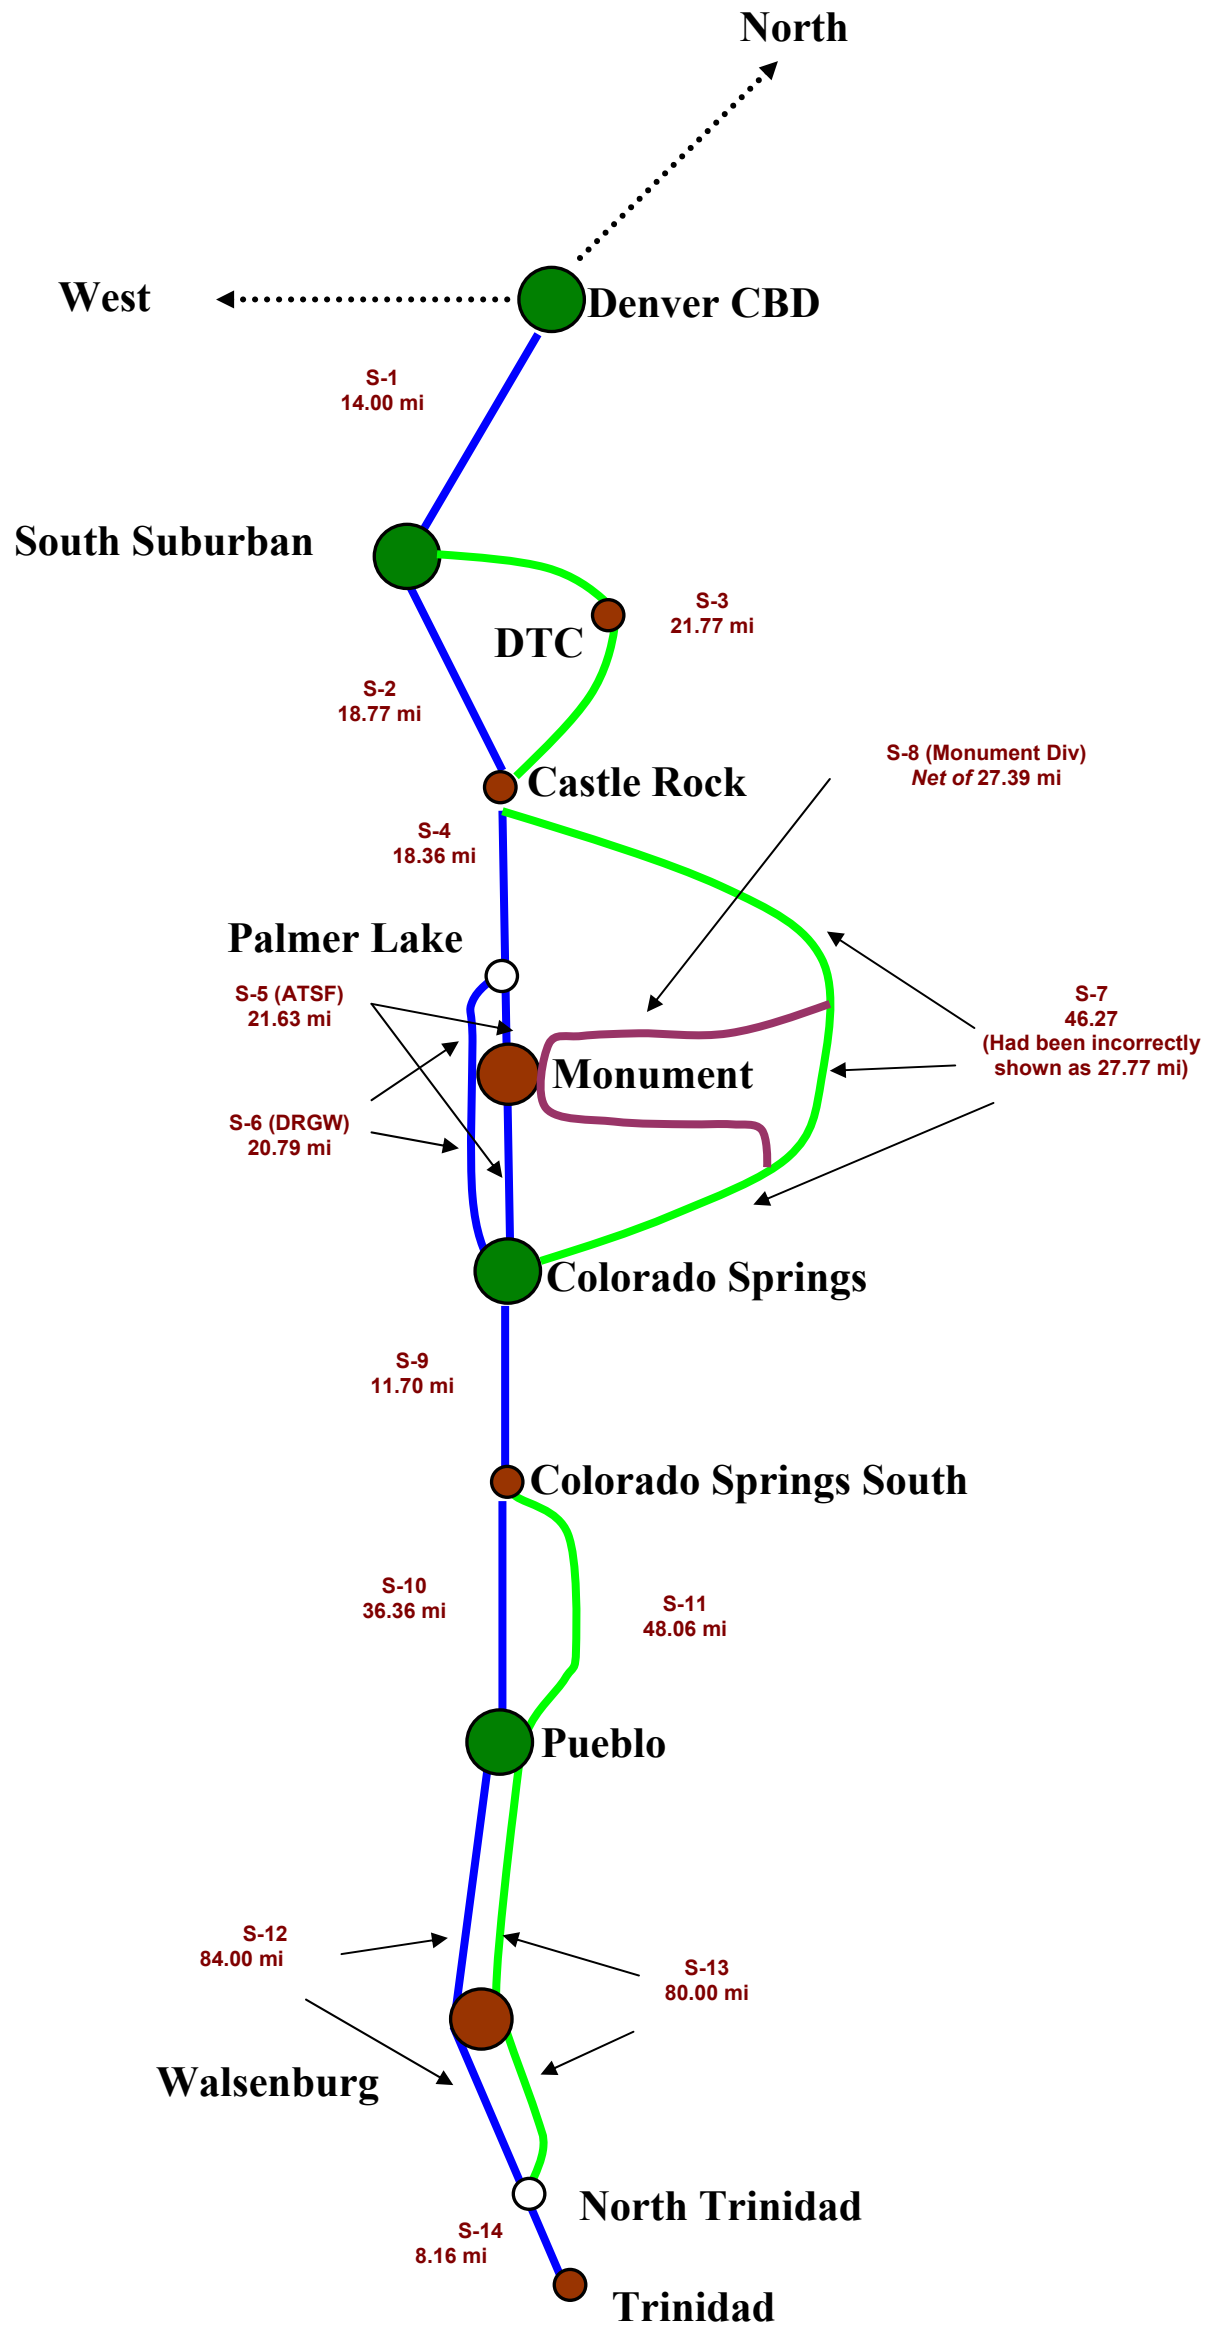 North
West
Denver CBD
S-1
14.00 mi
South Suburban
S-3
21.77 mi
DTC
S-2
18.77 mi
S-8 (Monument Div)
Net of 27.39 mi
Castle Rock
S-4
18.36 mi
Palmer Lake
S-5 (ATSF)
21.63 mi
S-7
46.27
(Had been incorrectly
shown as 27.77 mi)
Monument
S-6 (DRGW)
20.79 mi
Colorado Springs
S-9
11.70 mi
Colorado Springs South
S-10
36.36 mi
S-11
48.06 mi
Pueblo
S-12
84.00 mi
S-13
80.00 mi
Walsenburg
North Trinidad
S-14
8.16 mi
Trinidad